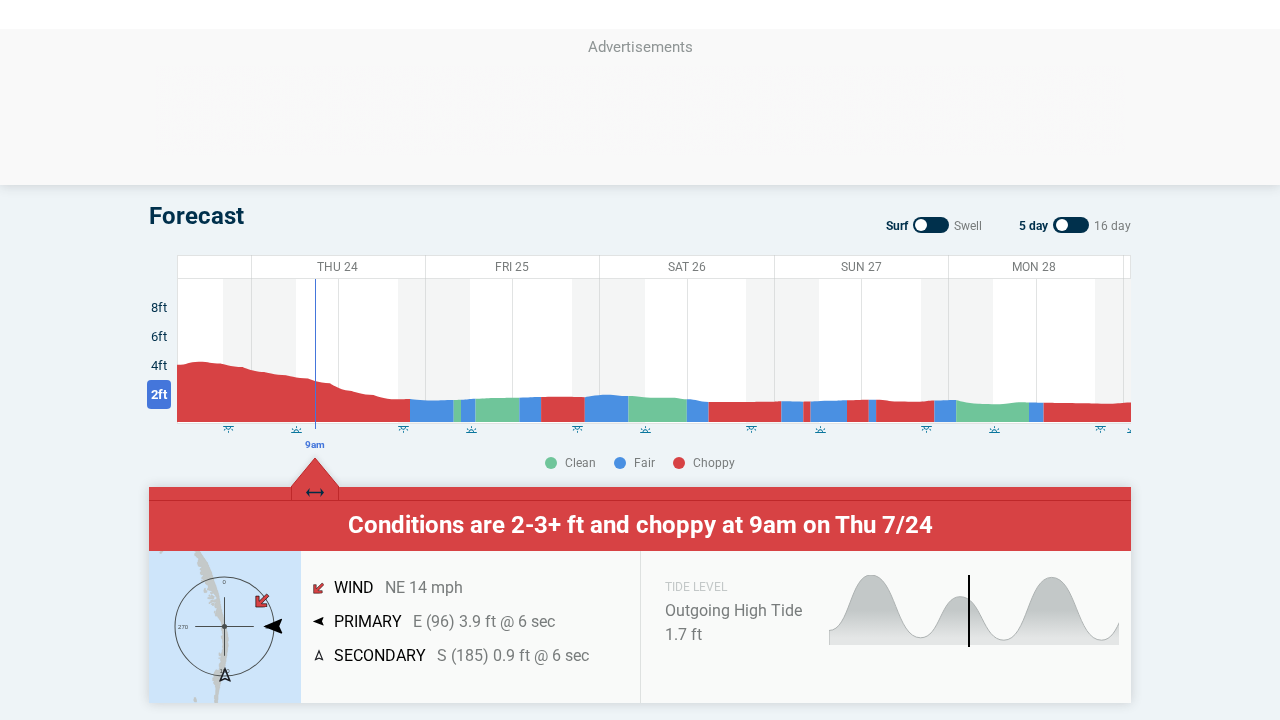 Advertisements
Forecast
Surf Swell 5 day 16 day
THU 24 FRI 25 SAT 26 SUN 27 MON 28
8ft
6ft
4ft
2ft
9am
Clean Fair Choppy
Conditions are 2-3+ ft and choppy at 9am on Thu 7/24
0
270
WIND NE 14 mph
PRIMARY E (96) 3.9 ft @ 6 sec
SECONDARY S (185) 0.9 ft @ 6 sec
TIDE LEVEL
Outgoing High Tide
1.7 ft